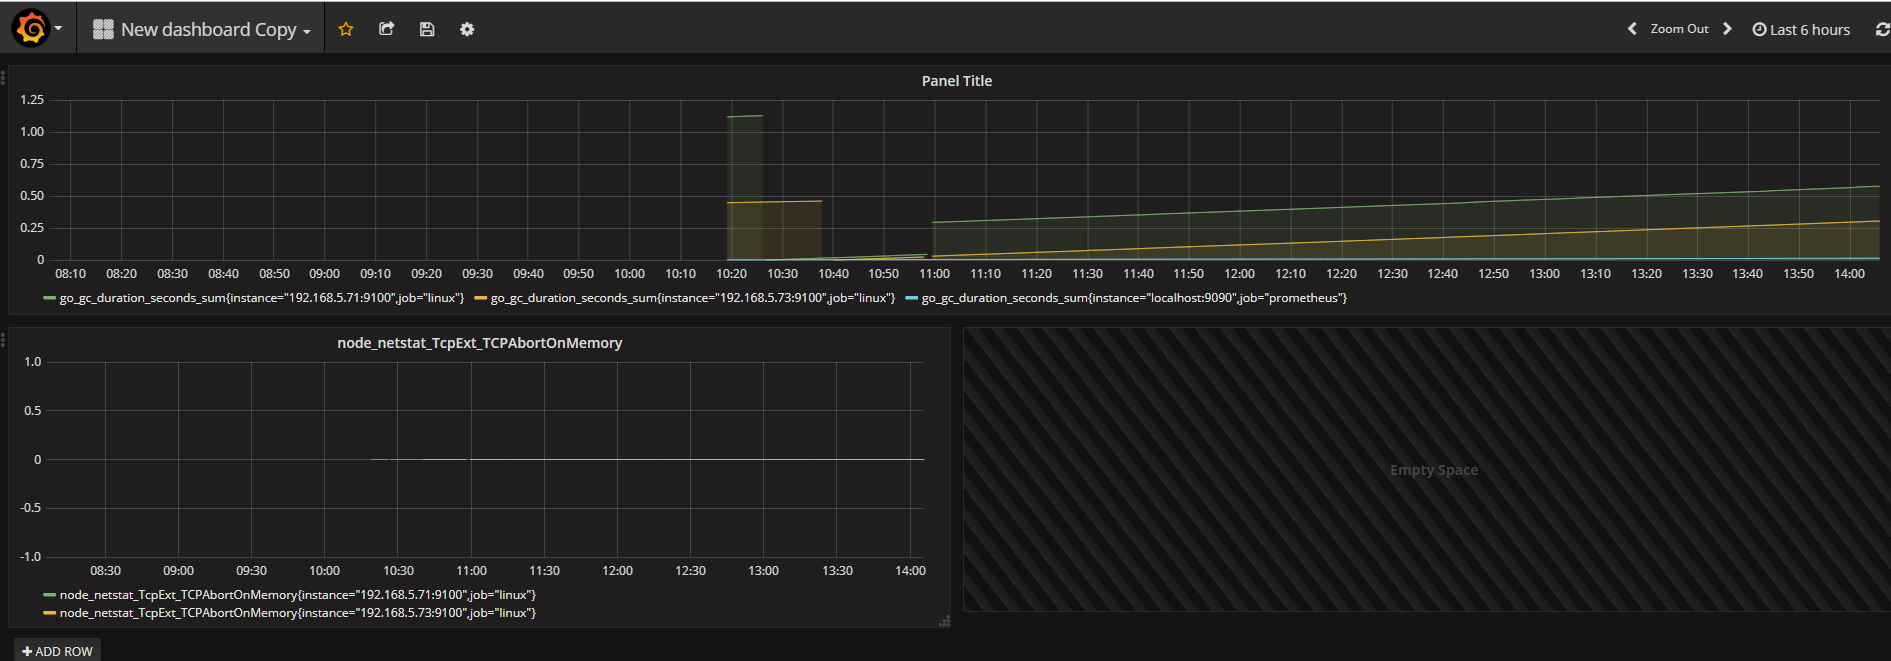 New dashboard Copy
Zoom Out
Last 6 hours
Panel Title
1.25
1.00
0.75
0.50
0.25
0
08:10 08:20 08:30 08:40 08:50 09:00 09:10 09:20 09:30 09:40 09:50 10:00 10:10 10:20 10:30 10:40 10:50 11:00 11:10 11:20 11:30 11:40 11:50 12:00 12:10 12:20 12:30 12:40 12:50 13:00 13:10 13:20 13:30 13:40 13:50 14:00
go_gc_duration_seconds_sum{instance="192.168.5.71:9100",job="linux"} go_gc_duration_seconds_sum{instance="192.168.5.73:9100",job="linux"} go_gc_duration_seconds_sum{instance="localhost:9090",job="prometheus"}
node_netstat_TcpExt_TCPAbortOnMemory
1.0
0.5
0
-0.5
-1.0
08:30 09:00 09:30 10:00 10:30 11:00 11:30 12:00 12:30 13:00 13:30 14:00
node_netstat_TcpExt_TCPAbortOnMemory{instance="192.168.5.71:9100",job="linux"}
node_netstat_TcpExt_TCPAbortOnMemory{instance="192.168.5.73:9100",job="linux"}
Empty Space
+ ADD ROW